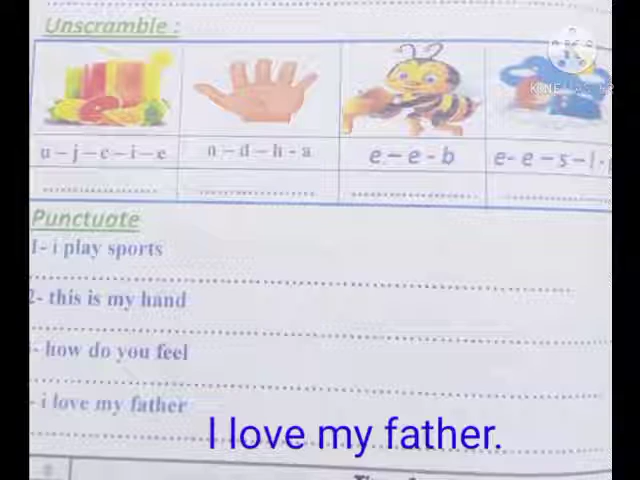 Unscramble :
u – j – c – i – e
n – d – h - a
e – e - b
e- e – s – l -
Punctuate
1- i play sports
2- this is my hand
- how do you feel
- i love my father
I love my father.